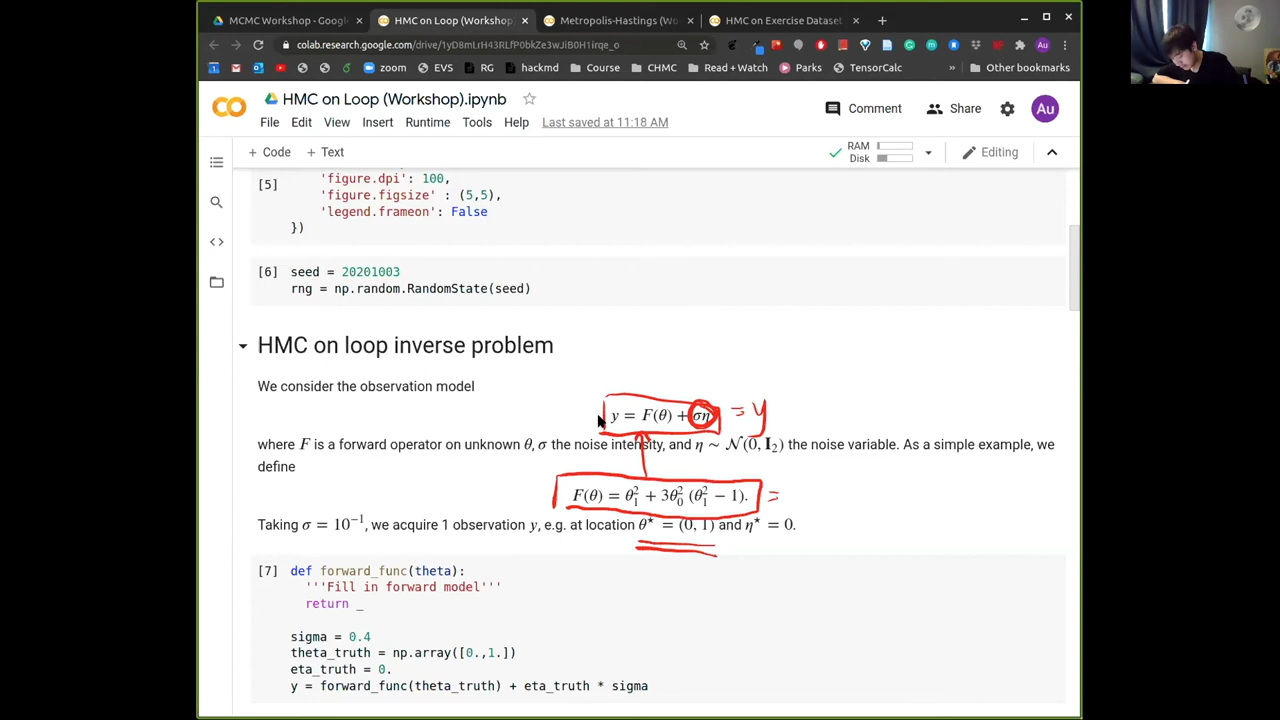 MCMC Workshop - Google
HMC on Loop (Workshop)
Metropolis-Hastings (W
HMC on Exercise Dataset
colab.research.google.com/drive/
zoom
EVS
RG
hackmd
Course
CHMC
Read + Watch
Parks
TensorCalc
Other bookmarks
HMC on Loop (Workshop).ipynb
Comment
Share
Au
File Edit View Insert Runtime Tools Help Last saved at 11:18 AM
+ Code + Text
RAM
Disk
Editing
'figure.dpi': 100,
[5]
'figure.figsize' : (5,5),
'legend.frameon': False
})
[6] seed = 20201003
rng = np.random.RandomState(seed)
HMC on loop inverse problem
We consider the observation model
y = F(θ) + ση = y
where F is a forward operator on unknown θ, σ the noise intensity, and η ∼ 𝒩(0, I₂) the noise variable. As a simple example, we
define
F(θ) = θ₁² + 3θ₀² (θ₁² − 1). =
Taking σ = 10⁻¹, we acquire 1 observation y, e.g. at location θ⋆ = (0, 1) and η⋆ = 0.
[7] def forward_func(theta):
'''Fill in forward model'''
return _
sigma = 0.4
theta_truth = np.array([0.,1.])
eta_truth = 0.
y = forward_func(theta_truth) + eta_truth * sigma